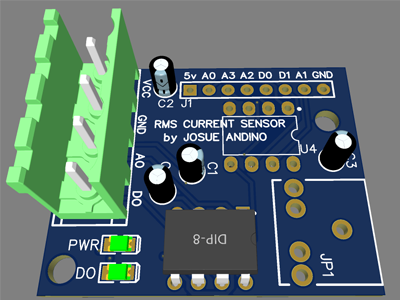 5v A0 A3 A2 D0 D1 A1 GND
J1
VCC
C2
RMS CURRENT SENSOR
by JOSUE ANDINO
GND
U4
C3
C1
A0
D0
DIP-8
PWR
DO
JP1